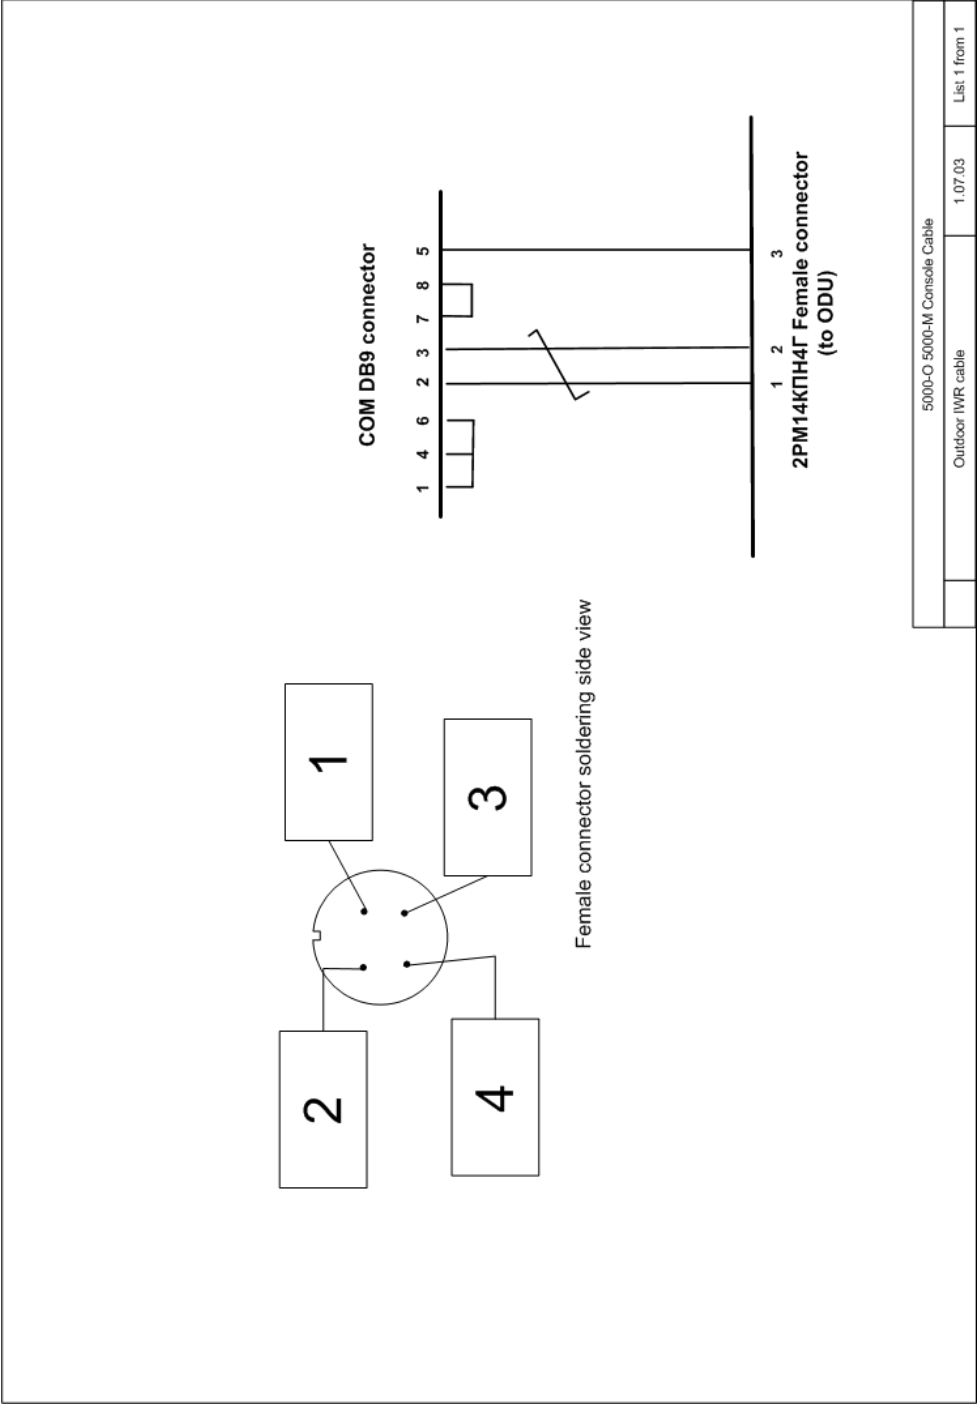 2
1
4
3
Female connector soldering side view
COM DB9 connector
1 4 6 2 3 7 8 5
1 2 3
2РМ14КПН4Г Female connector
(to ODU)
5000-O 5000-M Console Cable
Outdoor IWR cable 1.07.03 List 1 from 1